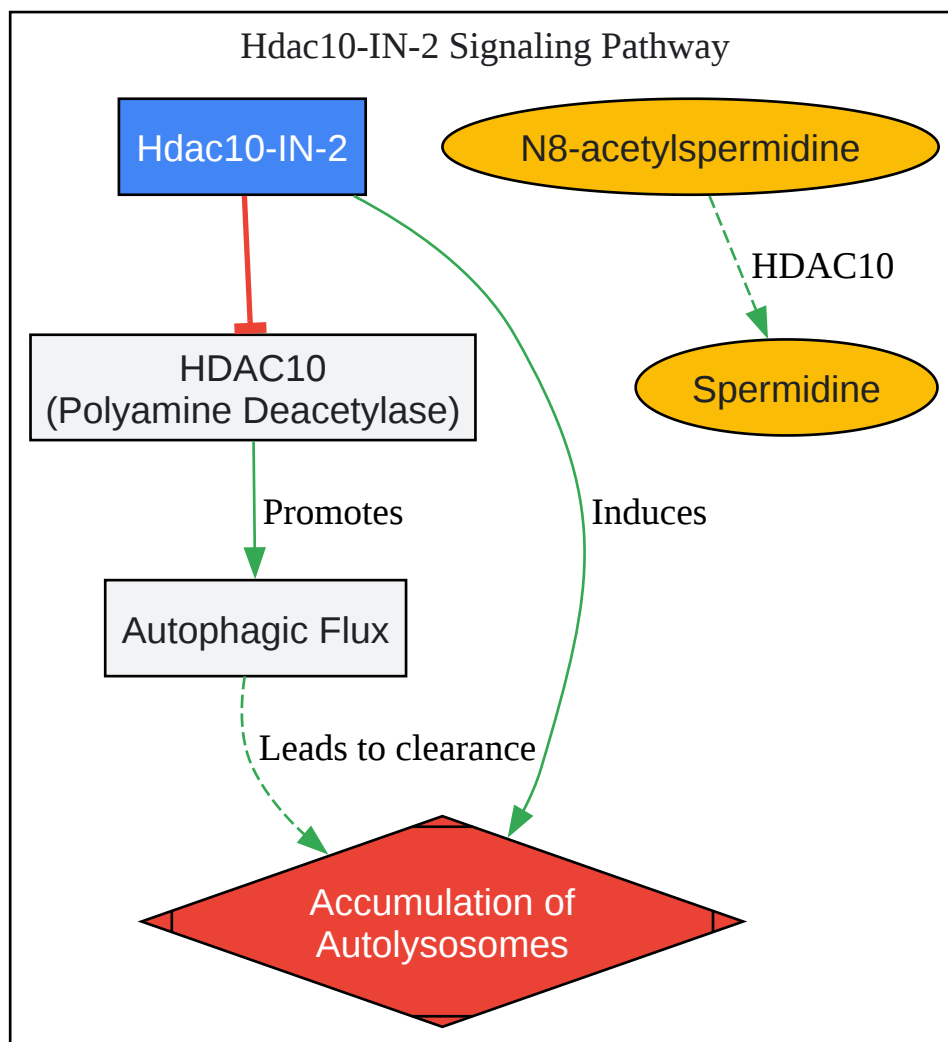 Hdac10-IN-2 Signaling Pathway
Hdac10-IN-2
N8-acetylspermidine
HDAC10
HDAC10
(Polyamine Deacetylase)
Spermidine
Promotes
Induces
Autophagic Flux
Leads to clearance
Accumulation of
Autolysosomes